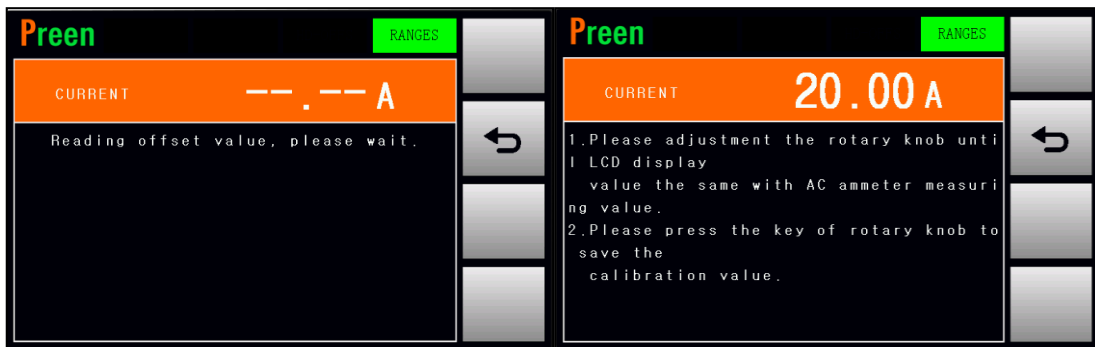 Preen
RANGES
CURRENT --.-- A
Reading offset value, please wait.
Preen
RANGES
CURRENT 20.00 A
1.Please adjustment the rotary knob unti
l LCD display
value the same with AC ammeter measuri
ng value.
2.Please press the key of rotary knob to
save the
calibration value.